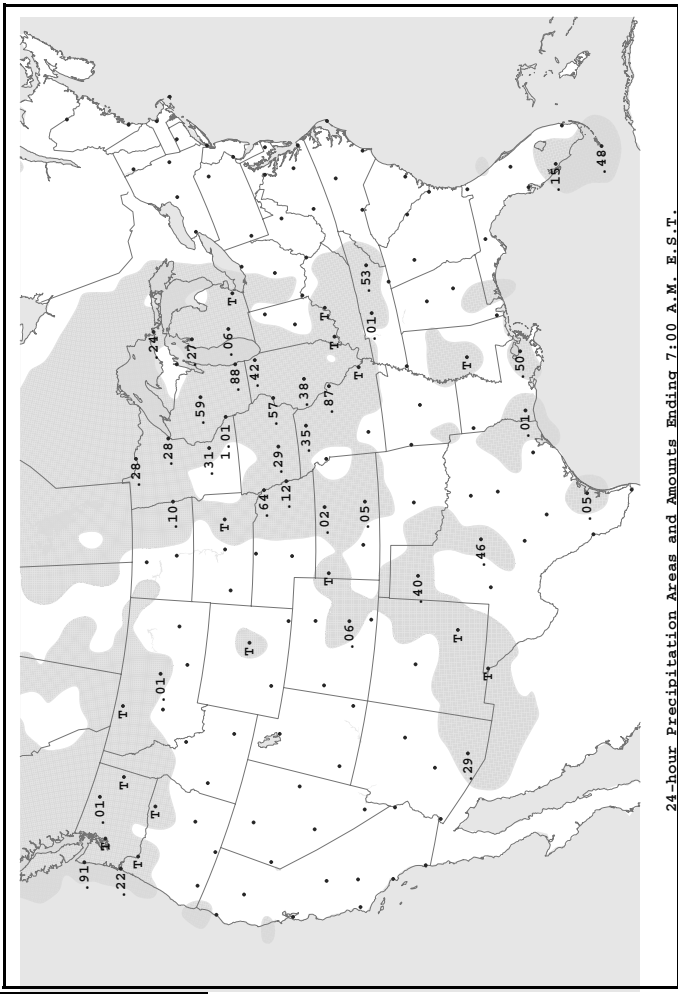 .91
.01
T
.22
T
T
.28
T
T
.24
.01
.28
.10
.27
.59
.31
T
1.01
.06
T
.88
T
.42
.64
.57
.29
.12
.38
.35
.02
T
T
.87
T
.06
T
.05
.53
.01
.40
T
.29
T
.46
T
.50
.01
.15
.05
.48
24-hour Precipitation Areas and Amounts Ending 7:00 A.M. E.S.T.